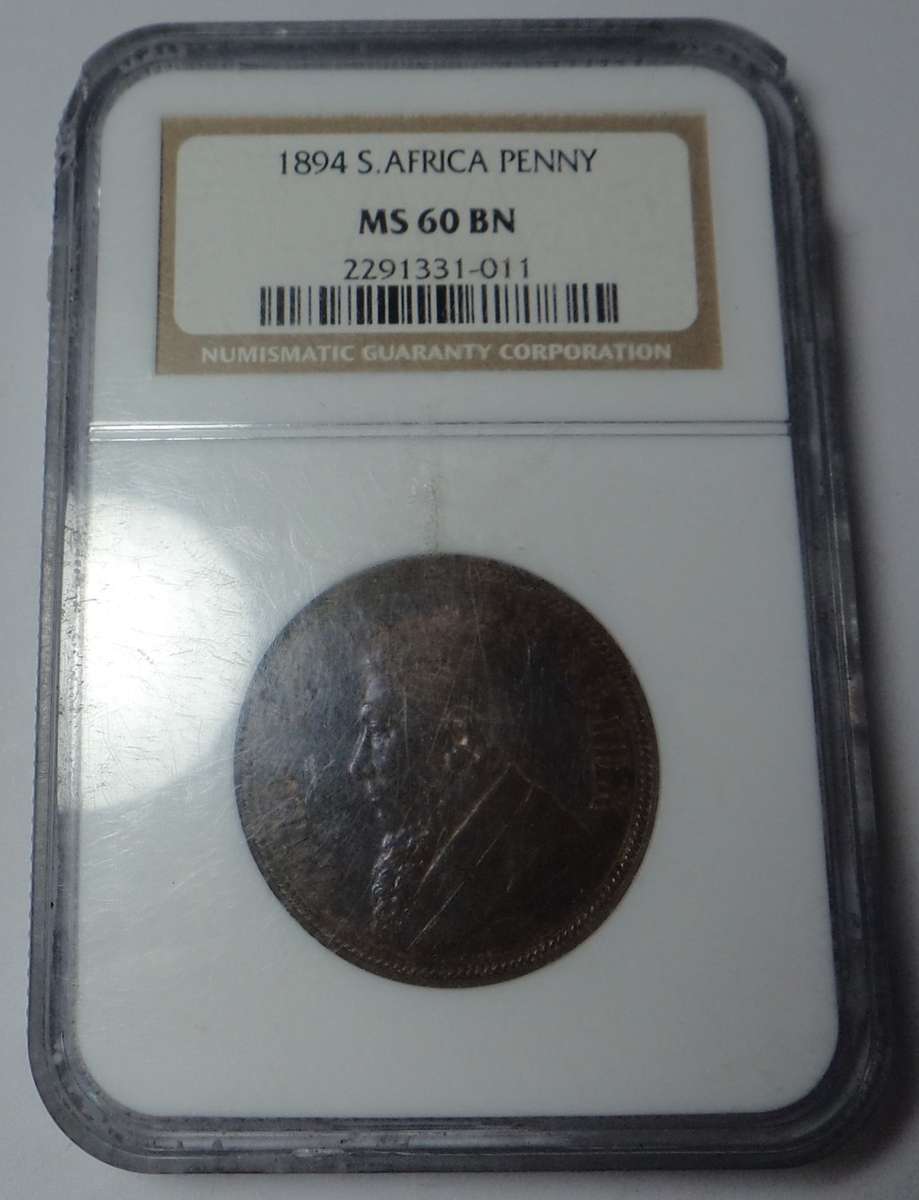 1894 S.AFRICA PENNY
MS 60 BN
2291331-011
NUMISMATIC GUARANTY CORPORATION